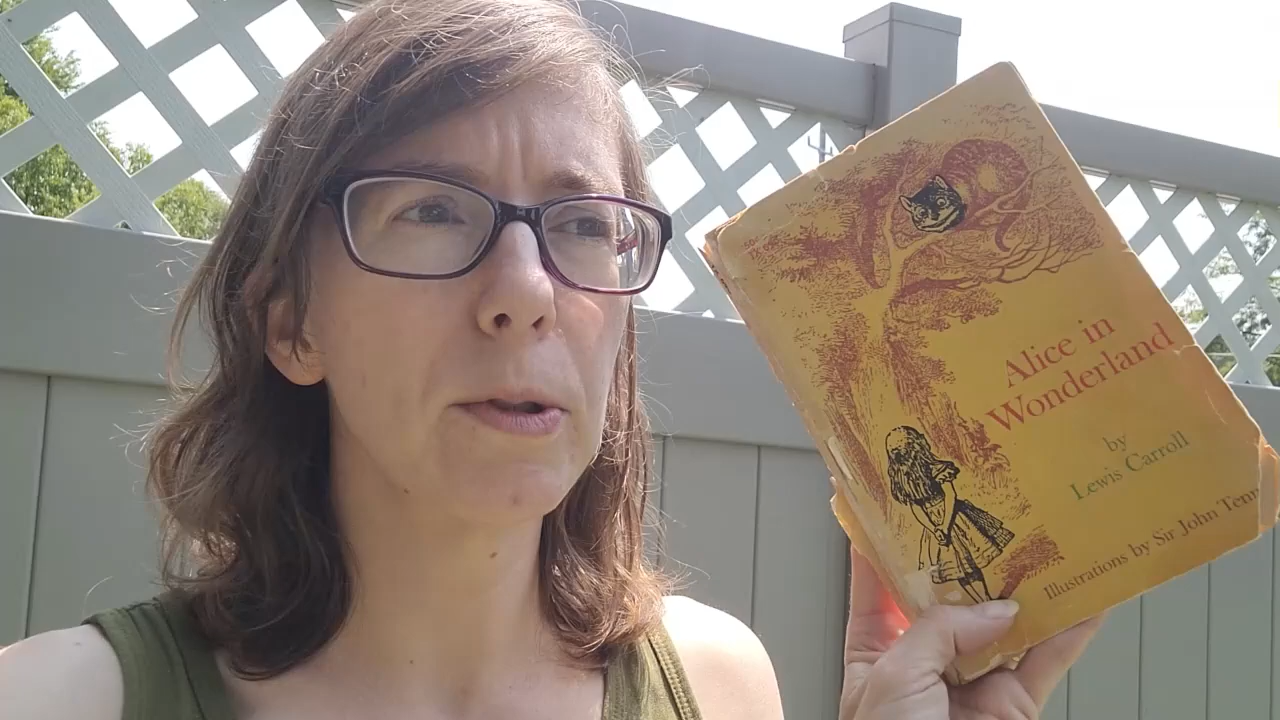 Alice in
Wonderland
by
Lewis Carroll
Illustrations by Sir John